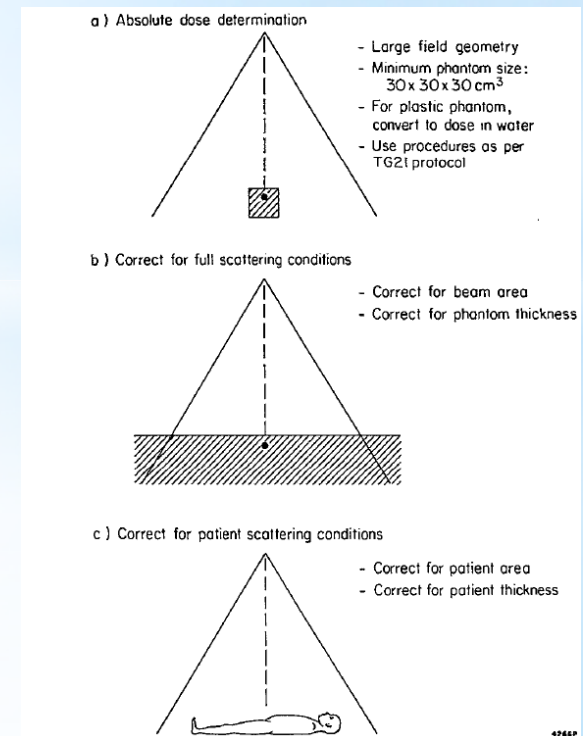 a) Absolute dose determination
- Large field geometry
- Minimum phantom size:
30 x 30 x 30 cm³
- For plastic phantom,
convert to dose in water
- Use procedures as per
TG21 protocol
b) Correct for full scattering conditions
- Correct for beam area
- Correct for phantom thickness
c) Correct for patient scattering conditions
- Correct for patient area
- Correct for patient thickness